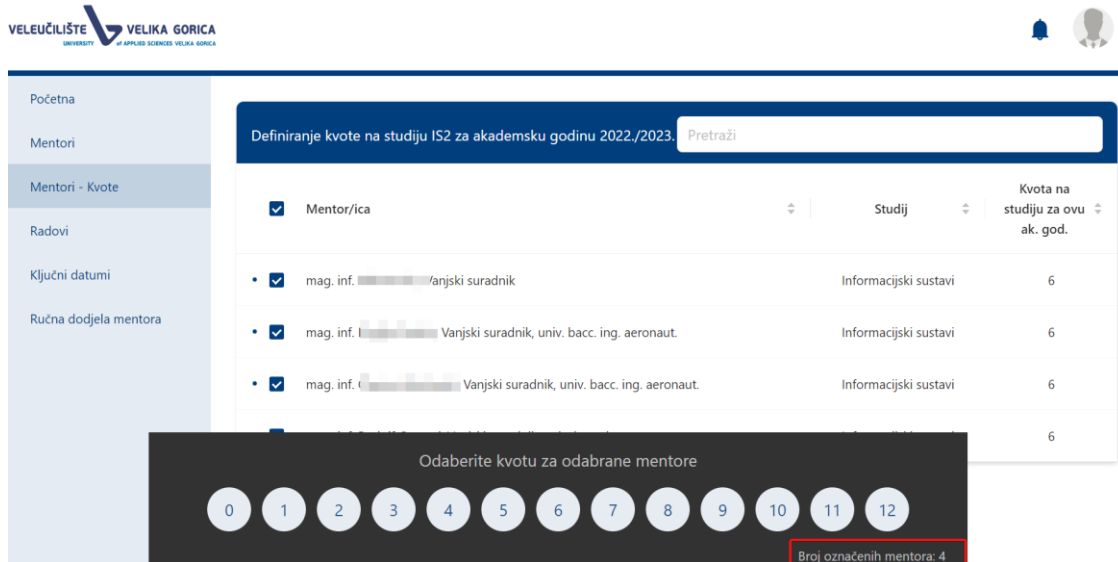 VELEUČILIŠTE VELIKA GORICA
UNIVERSITY of APPLIED SCIENCES VELIKA GORICA
Početna
Mentori
Mentori - Kvote
Radovi
Ključni datumi
Ručna dodjela mentora
Definiranje kvote na studiju IS2 za akademsku godinu 2022./2023. Pretraži
Mentor/ica
Studij
Kvota na
studiju za ovu
ak. god.
mag. inf. Vanjski suradnik Informacijski sustavi 6
mag. inf. Vanjski suradnik, univ. bacc. ing. aeronaut. Informacijski sustavi 6
mag. inf. Vanjski suradnik, univ. bacc. ing. aeronaut. Informacijski sustavi 6
6
Odaberite kvotu za odabrane mentore
0 1 2 3 4 5 6 7 8 9 10 11 12
Broj označenih mentora: 4